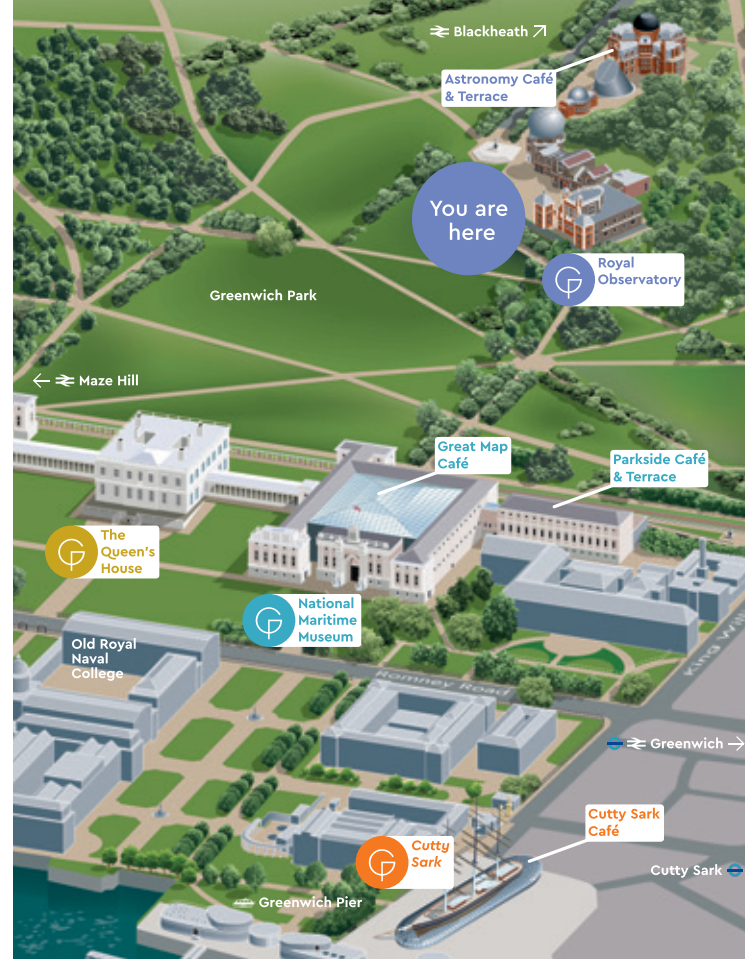 Blackheath
Astronomy Café
& Terrace
You are
here
Royal
Observatory
Greenwich Park
Maze Hill
Great Map
Café
Parkside Café
& Terrace
The
Queen's
House
National
Maritime
Museum
Old Royal
Naval
College
Romney Road
King Will
Greenwich
Cutty Sark
Café
Cutty
Sark
Cutty Sark
Greenwich Pier